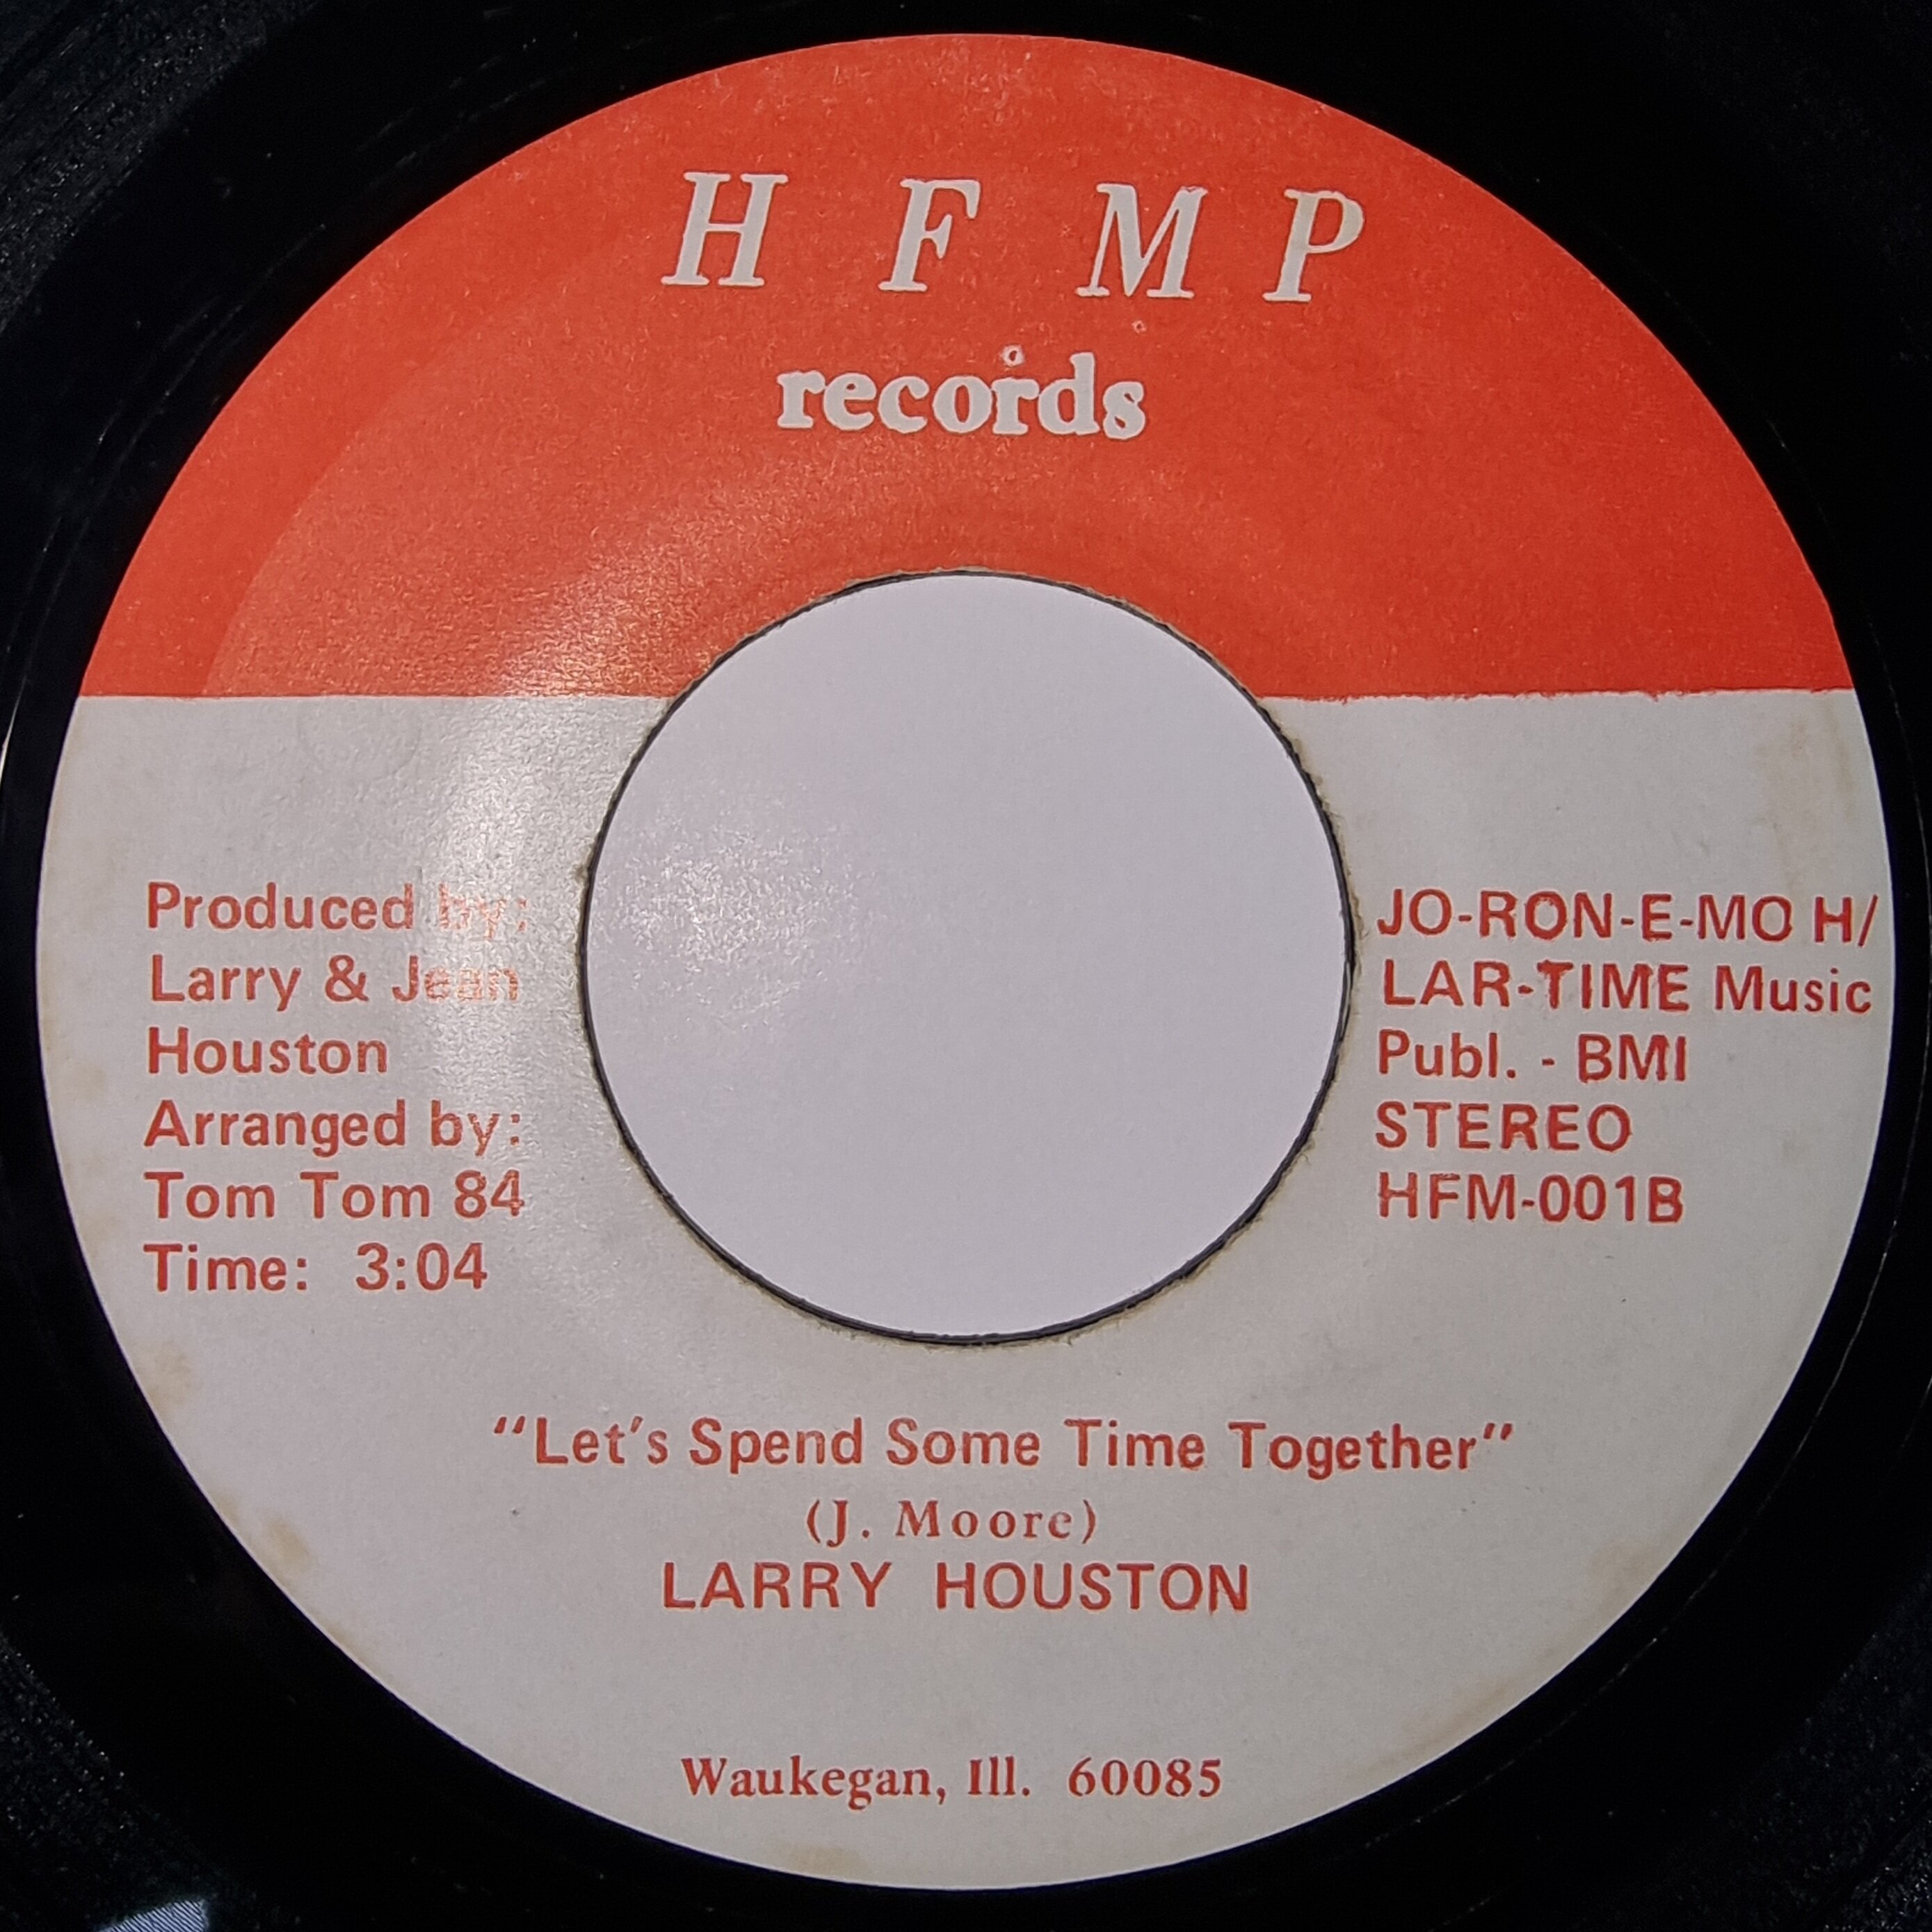 H F M P
records
Produced by:
Larry & Jean
Houston
Arranged by:
Tom Tom 84
Time: 3:04
JO-RON-E-MO H/
LAR-TIME Music
Publ. - BMI
STEREO
HFM-001B
"Let's Spend Some Time Together"
(J. Moore)
LARRY HOUSTON
Waukegan, Ill. 60085